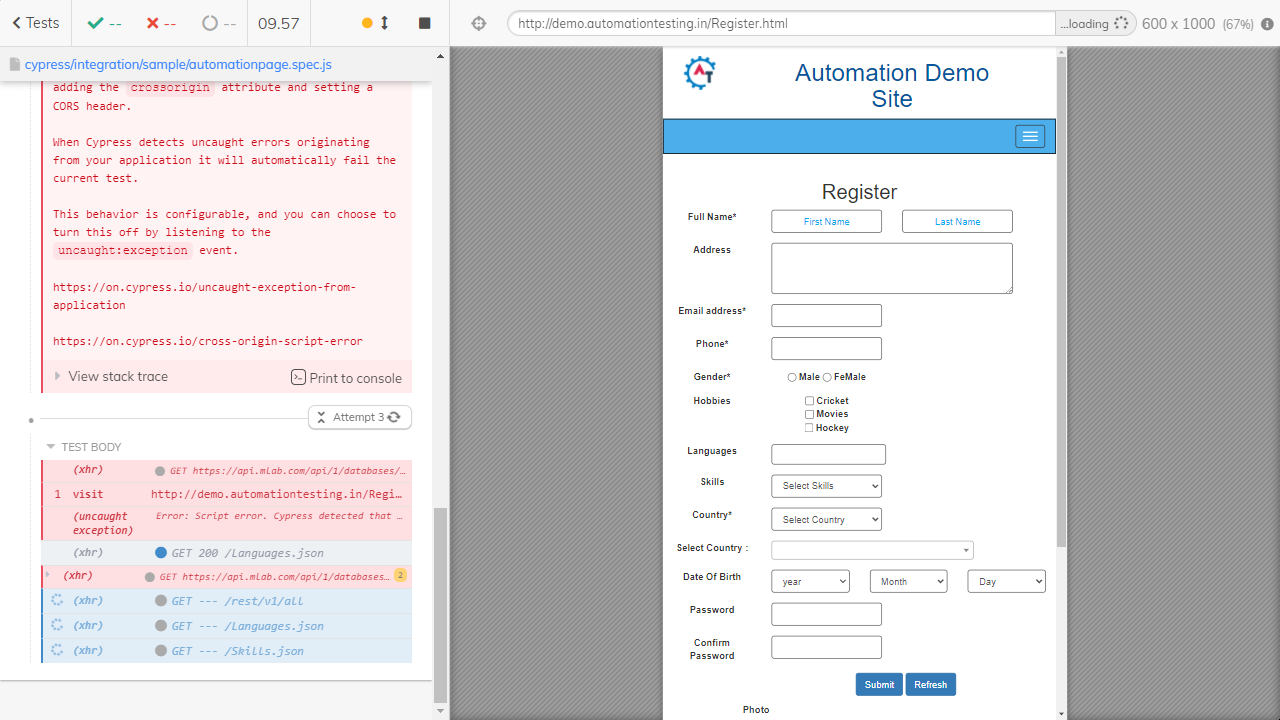 Tests
--
--
--
09.57
http://demo.automationtesting.in/Register.html
...loading
600 x 1000 (67%)
cypress/integration/sample/automationpage.spec.js
adding the crossorigin attribute and setting a
CORS header.
When Cypress detects uncaught errors originating
from your application it will automatically fail the
current test.
This behavior is configurable, and you can choose to
turn this off by listening to the
uncaught:exception event.
https://on.cypress.io/uncaught-exception-from-
application
https://on.cypress.io/cross-origin-script-error
View stack trace
Print to console
Attempt 3
TEST BODY
(xhr) GET https://api.mlab.com/api/1/databases/...
1 visit http://demo.automationtesting.in/Regi...
(uncaught Error: Script error. Cypress detected that ...
exception)
(xhr) GET 200 /Languages.json
(xhr) GET https://api.mlab.com/api/1/databases... 2
(xhr) GET --- /rest/v1/all
(xhr) GET --- /Languages.json
(xhr) GET --- /Skills.json
AT
Automation Demo
Site
Register
Full Name* First Name Last Name
Address
Email address*
Phone*
Gender* Male FeMale
Hobbies Cricket
Movies
Hockey
Languages
Skills Select Skills
Country* Select Country
Select Country :
Date Of Birth year Month Day
Password
Confirm
Password
Submit Refresh
Photo